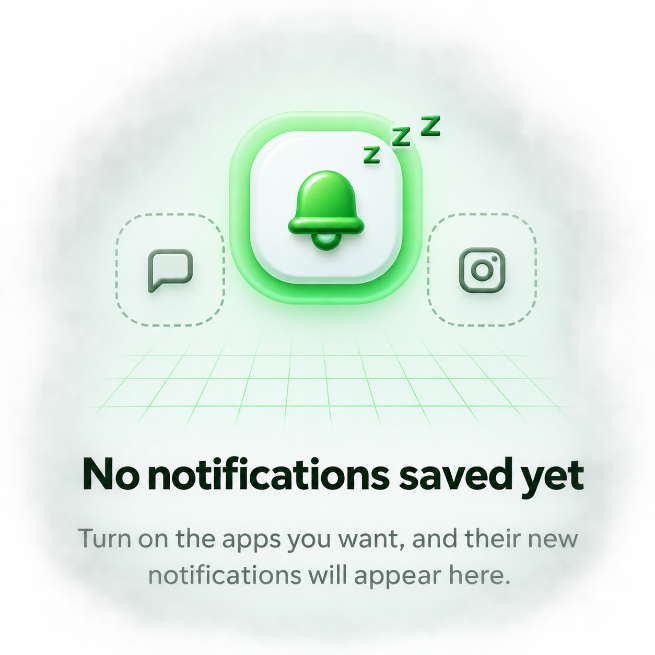 z z z
No notifications saved yet
Turn on the apps you want, and their new
notifications will appear here.